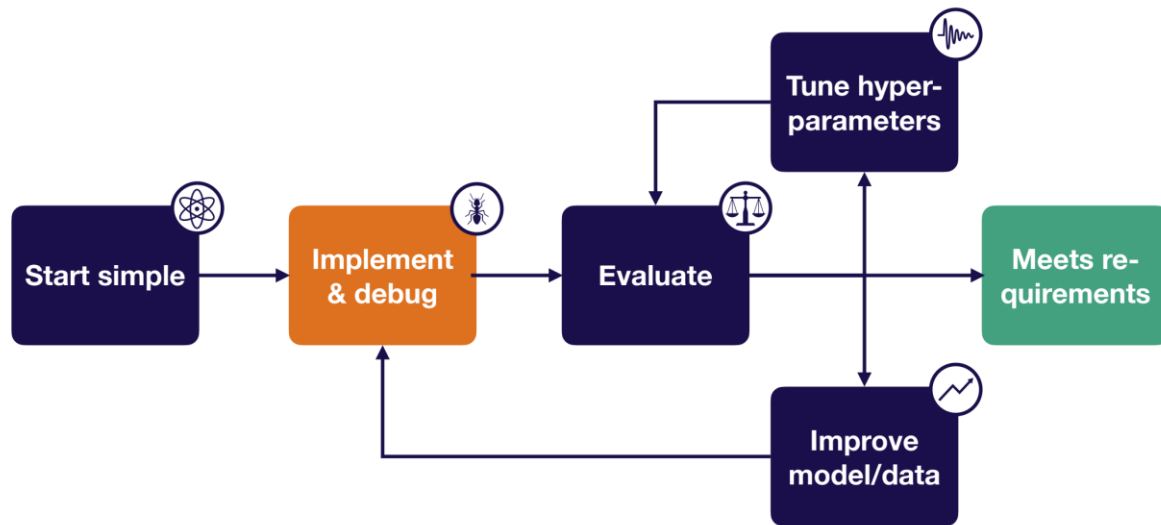 Tune hyper-
parameters
Start simple
Implement
& debug
Evaluate
Meets re-
quirements
Improve
model/data